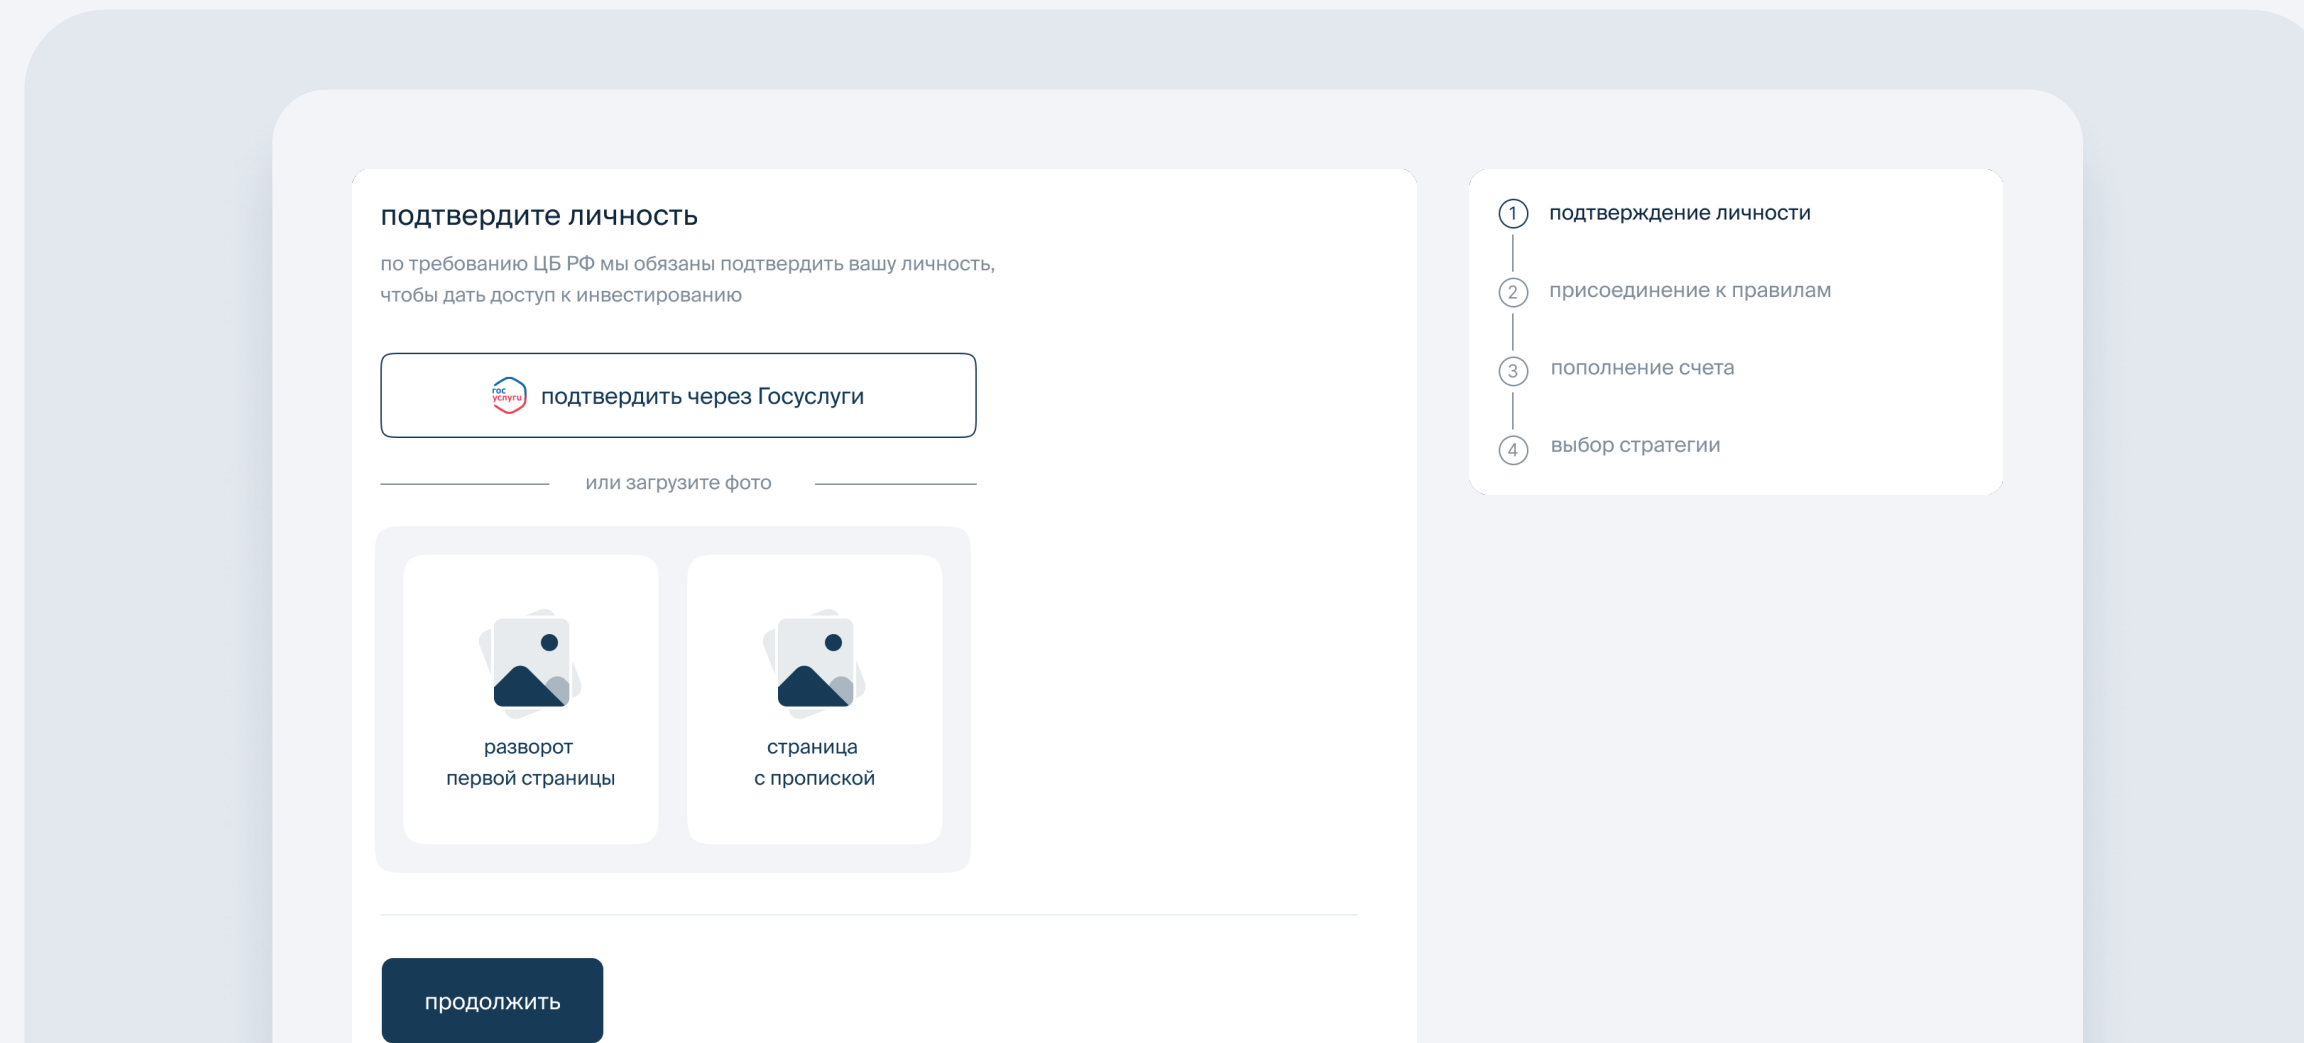 подтвердите личность
по требованию ЦБ РФ мы обязаны подтвердить вашу личность,
чтобы дать доступ к инвестированию
гос
услуги
подтвердить через Госуслуги
или загрузите фото
разворот
первой страницы
страница
с пропиской
продолжить
1 подтверждение личности
2 присоединение к правилам
3 пополнение счета
4 выбор стратегии